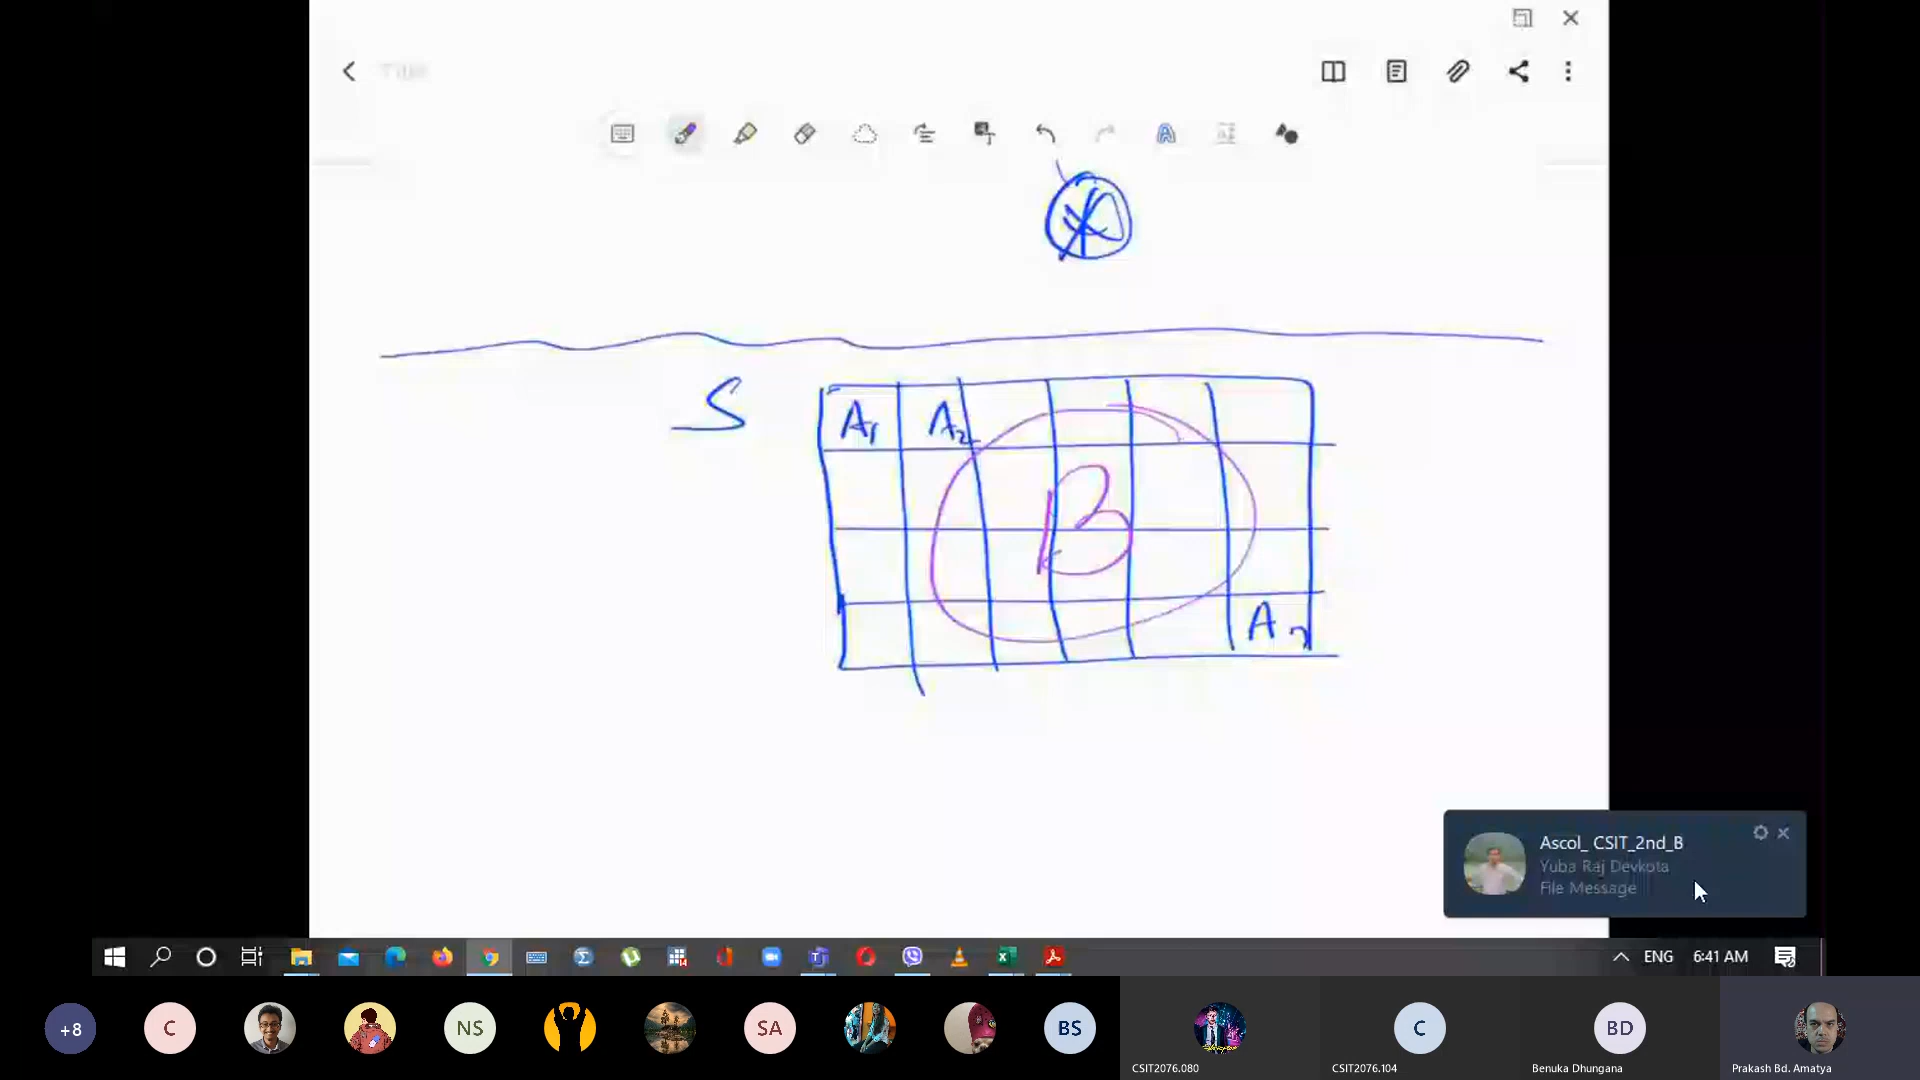 Title
S
A1 A2
B
An
Ascol_ CSIT_2nd_B
Yuba Raj Devkota
File Message
ENG 6:41 AM
+8 C NS SA BS C BD
CSIT2076.080 CSIT2076.104 Benuka Dhungana Prakash Bd. Amatya